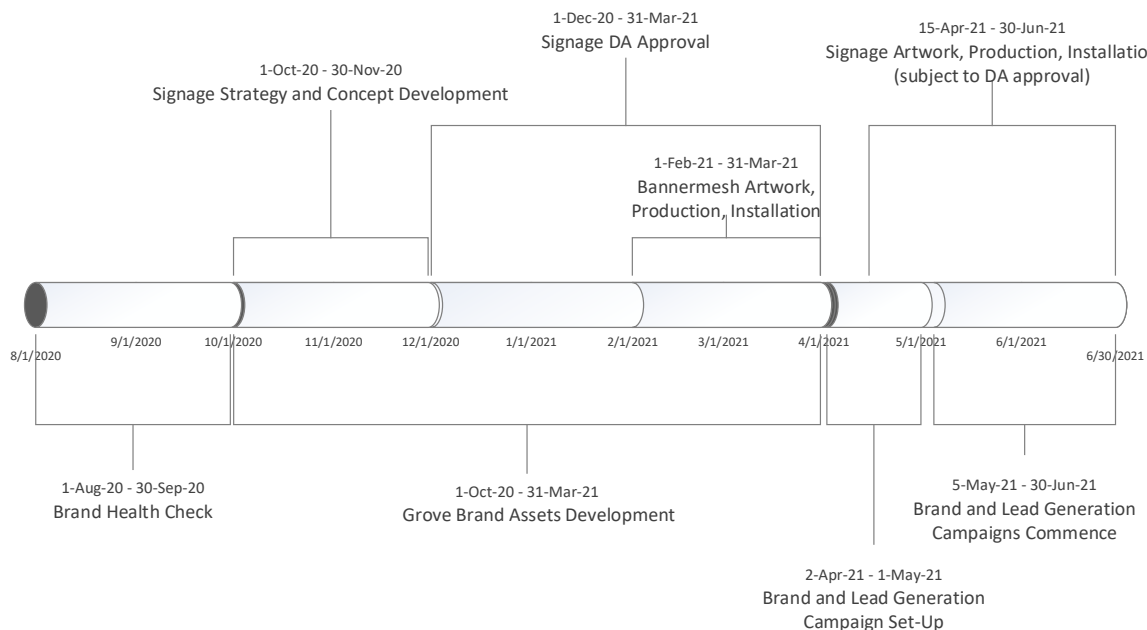 1-Dec-20 - 31-Mar-21
Signage DA Approval
15-Apr-21 - 30-Jun-21
Signage Artwork, Production, Installatio
(subject to DA approval)
1-Oct-20 - 30-Nov-20
Signage Strategy and Concept Development
1-Feb-21 - 31-Mar-21
Bannermesh Artwork,
Production, Installation
8/1/2020
9/1/2020
10/1/2020
11/1/2020
12/1/2020
1/1/2021
2/1/2021
3/1/2021
4/1/2021
5/1/2021
6/1/2021
6/30/2021
1-Aug-20 - 30-Sep-20
Brand Health Check
1-Oct-20 - 31-Mar-21
Grove Brand Assets Development
5-May-21 - 30-Jun-21
Brand and Lead Generation
Campaigns Commence
2-Apr-21 - 1-May-21
Brand and Lead Generation
Campaign Set-Up